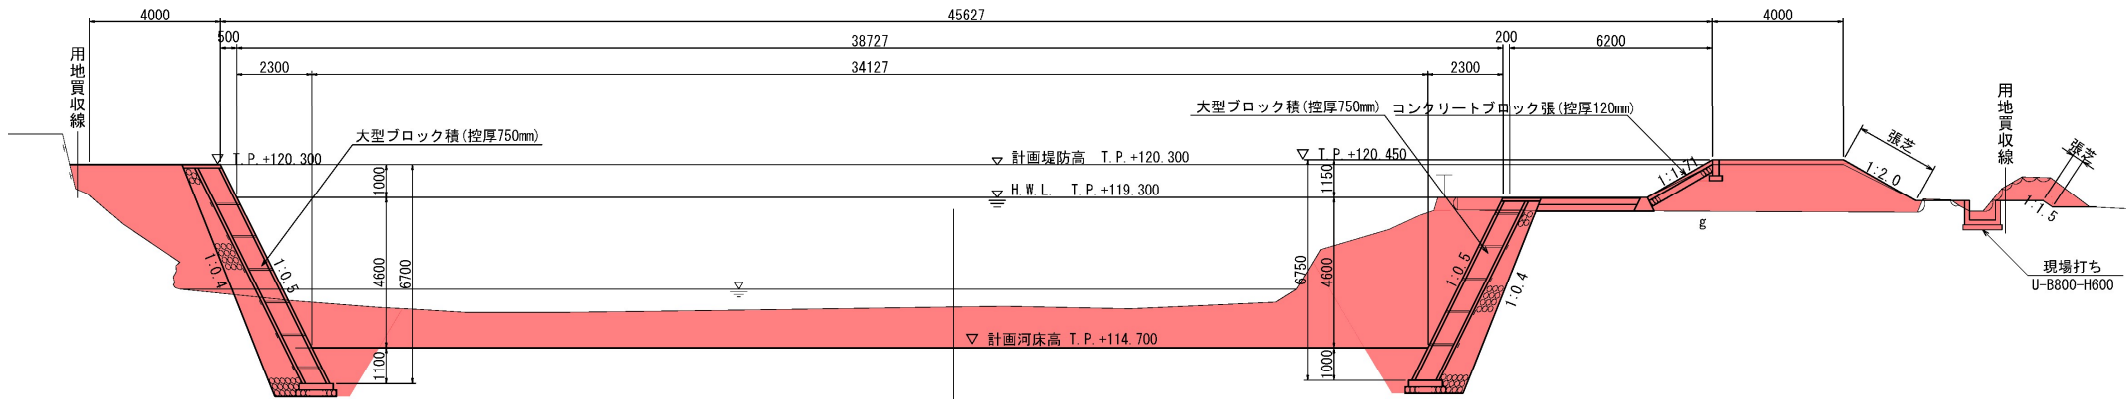 4000
45627
4000
500
38727
200
6200
2300
34127
2300
用地買収線
大型ブロック積(控厚750mm)
T.P.+120.300
計画堤防高 T.P.+120.300
H.W.L. T.P.+119.300
大型ブロック積(控厚750mm)
コンクリートブロック張(控厚120mm)
T.P.+120.450
用地買収線
張芝
張芝
1:1.71
1:2.0
1:1.5
1000
4600
6700
1100
1:0.4
1:0.5
1150
6750
4600
1000
1:0.5
1:0.4
g
計画河床高 T.P.+114.700
現場打ち
U-B800-H600